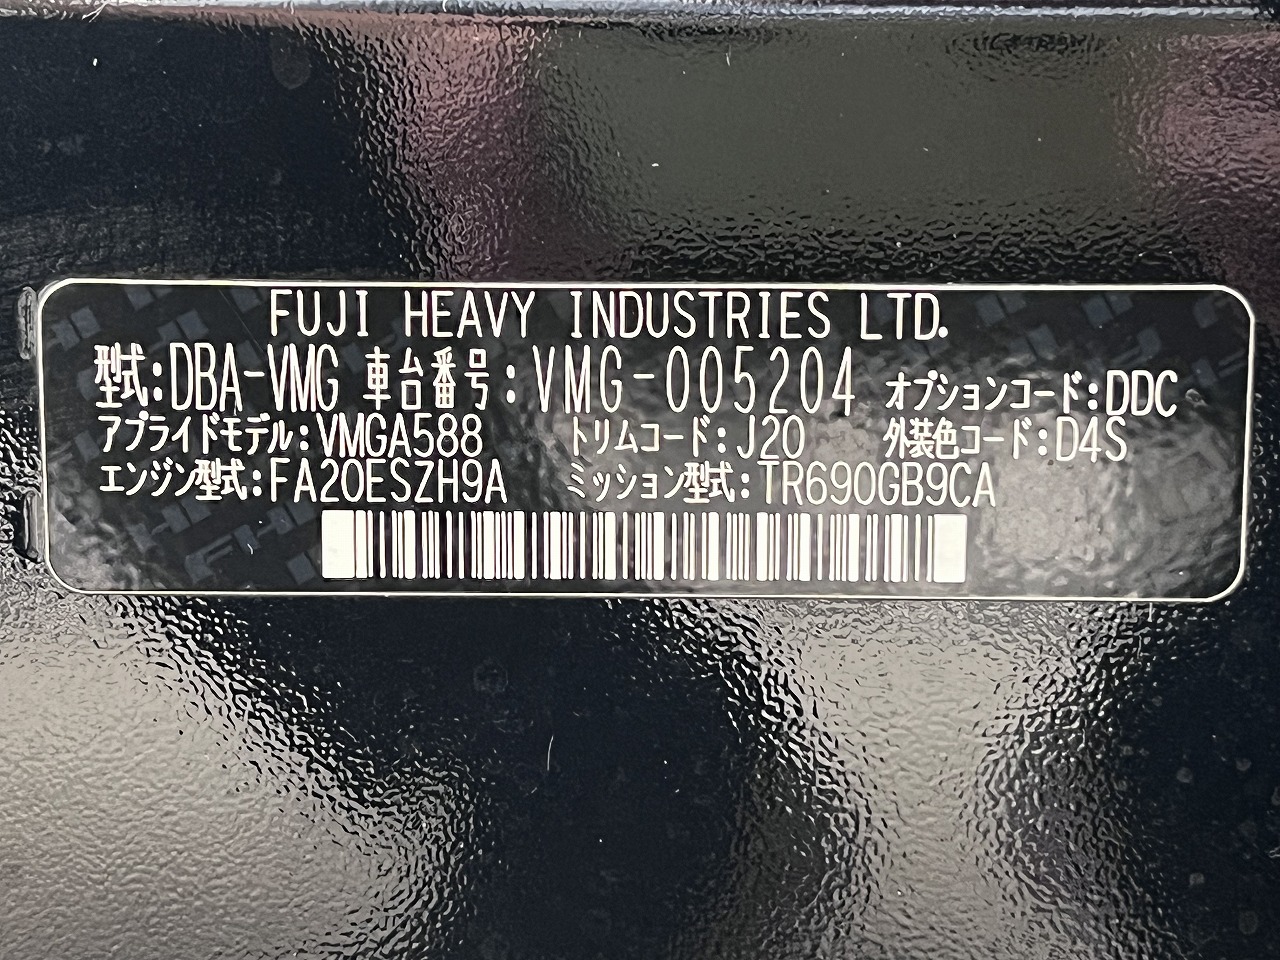 FUJI HEAVY INDUSTRIES LTD.
型式:DBA-VMG 車台番号:VMG-005204 オプションコード:DDC
アプライドモデル:VMGA588 トリムコード:J20 外装色コード:D4S
エンジン型式:FA20ESZH9A ミッション型式:TR690GB9CA